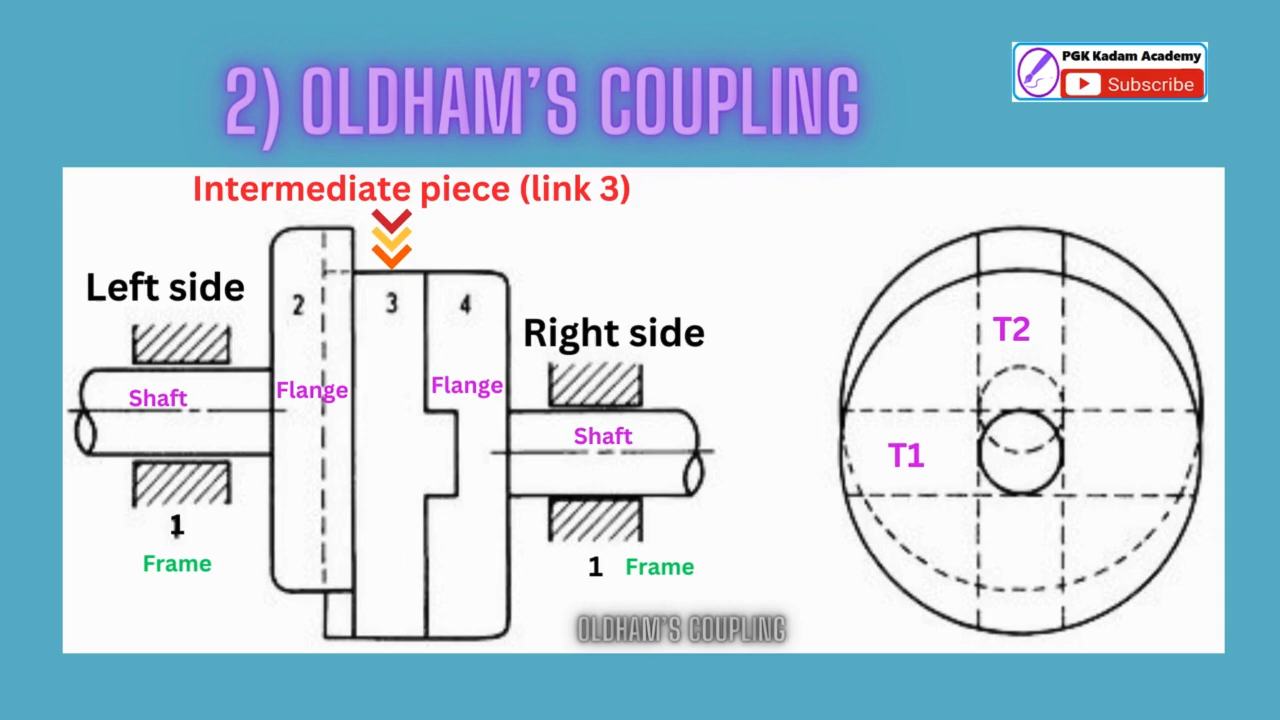 PGK Kadam Academy
Subscribe
2) OLDHAM’S COUPLING
Intermediate piece (link 3)
Left side
2
3
4
Right side
T2
Shaft
Flange
Flange
Shaft
T1
1
Frame
1 Frame
OLDHAM’S COUPLING